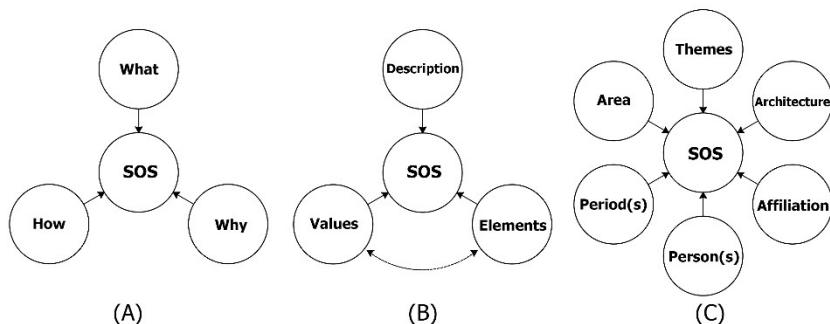 What
SOS
How
Why
(A)
Description
SOS
Values
Elements
(B)
Themes
Area
Architecture
SOS
Period(s)
Affiliation
Person(s)
(C)